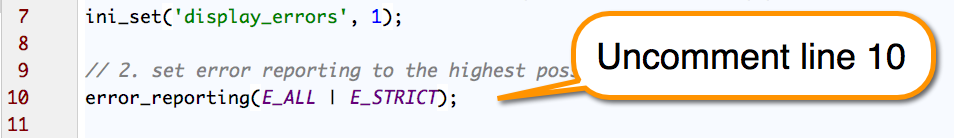 7 ini_set('display_errors', 1);
8
9 // 2. set error reporting to the highest
10 error_reporting(E_ALL | E_STRICT);
11
Uncomment line 10